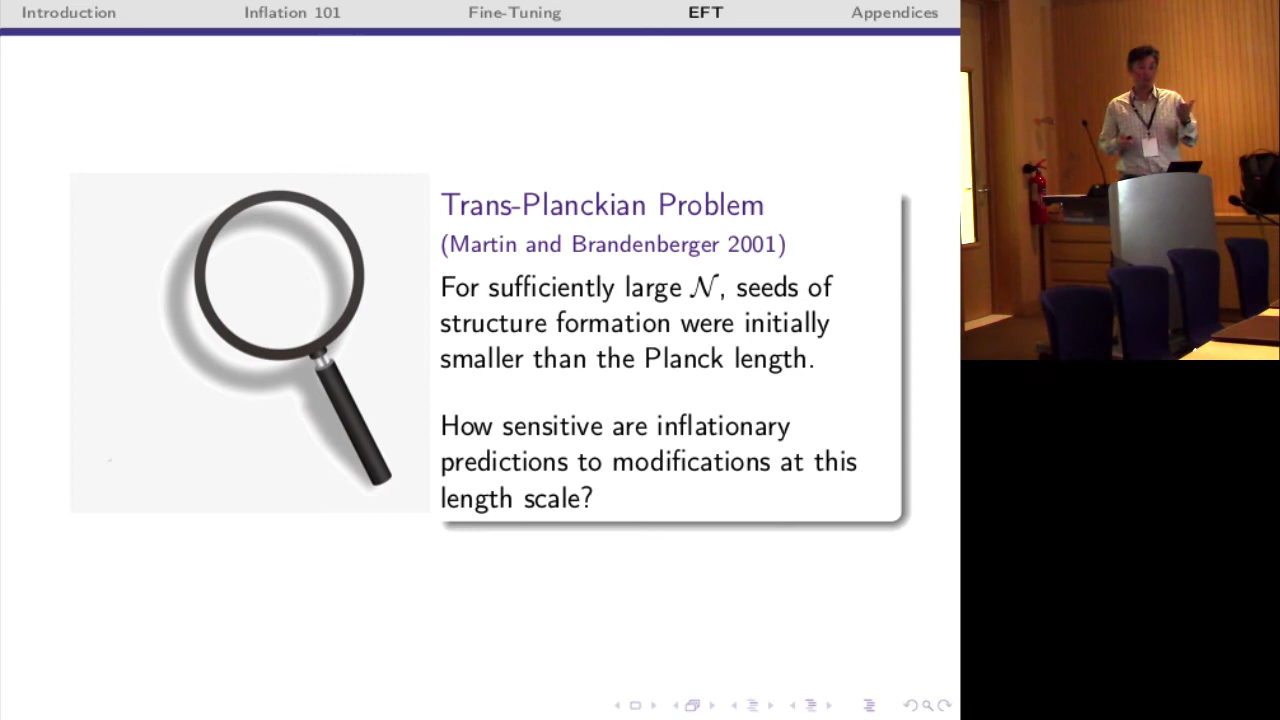 Introduction Inflation 101 Fine-Tuning EFT Appendices
Trans-Planckian Problem
(Martin and Brandenberger 2001)
For sufficiently large 𝒩, seeds of
structure formation were initially
smaller than the Planck length.
How sensitive are inflationary
predictions to modifications at this
length scale?